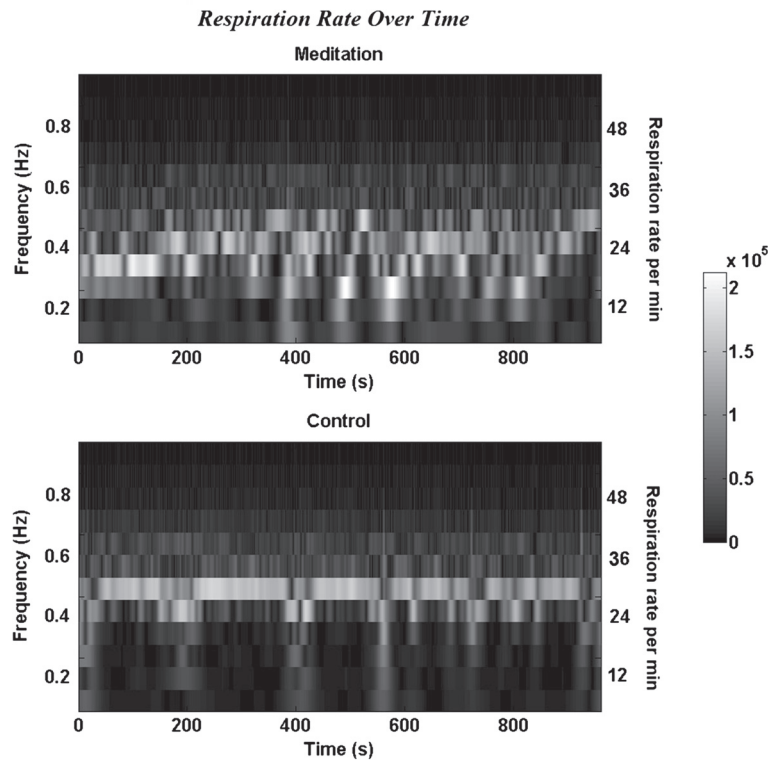 Respiration Rate Over Time
Meditation
Frequency (Hz)
0.8
0.6
0.4
0.2
48
36
24
12
Respiration rate per min
0 200 400 600 800
Time (s)
x 10^5
2
1.5
1
0.5
0
Control
Frequency (Hz)
0.8
0.6
0.4
0.2
48
36
24
12
Respiration rate per min
0 200 400 600 800
Time (s)